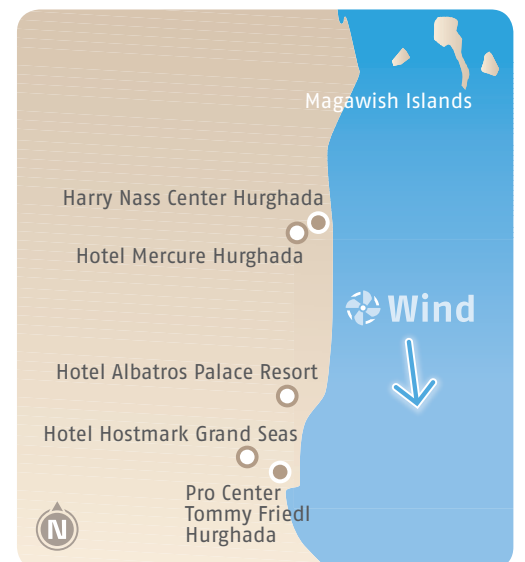 Magawish Islands
Harry Nass Center Hurghada
Hotel Mercure Hurghada
Wind
Hotel Albatros Palace Resort
Hotel Hostmark Grand Seas
Pro Center
Tommy Friedl
Hurghada
N